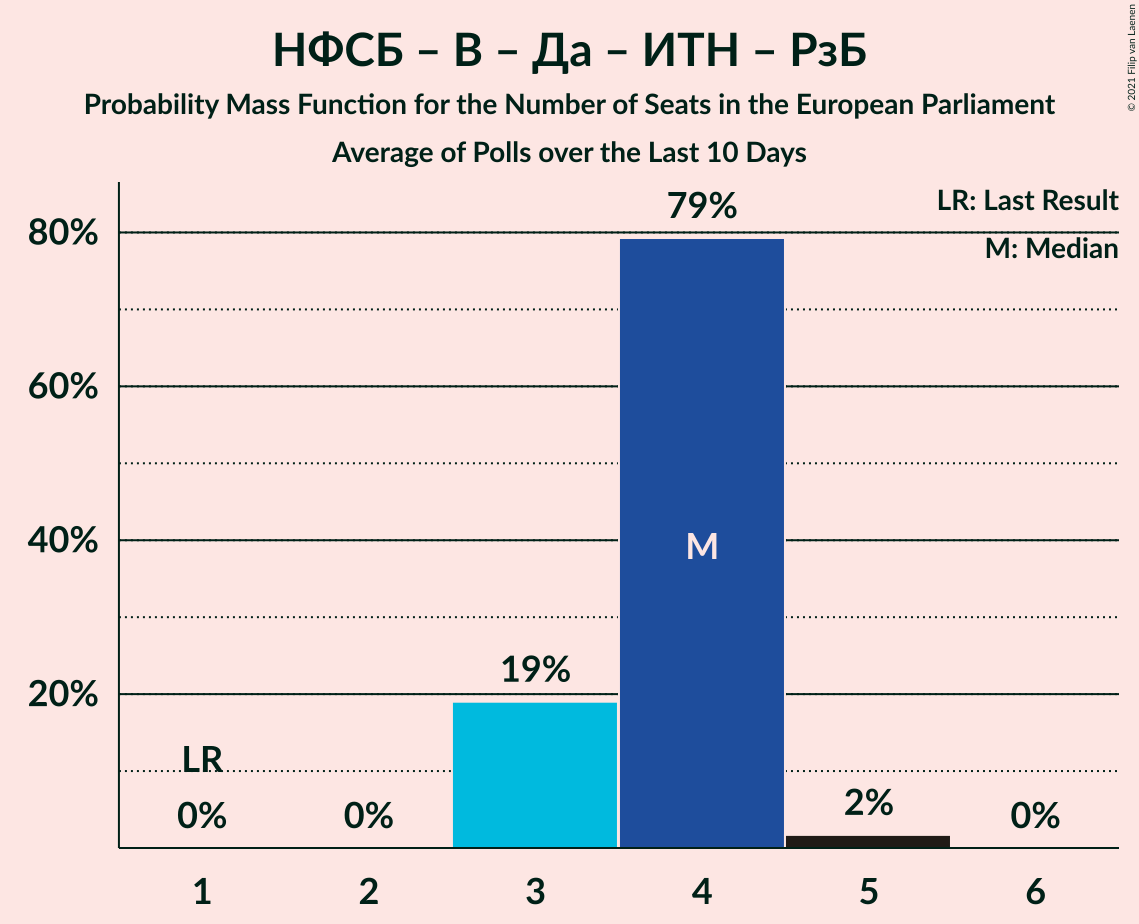 НФСБ – В – Да – ИТН – РзБ
Probability Mass Function for the Number of Seats in the European Parliament
Average of Polls over the Last 10 Days
© 2021 Filip van Laenen
LR: Last Result
M: Median
80%
60%
40%
20%
LR
0%
0%
19%
79%
M
2%
0%
1 2 3 4 5 6